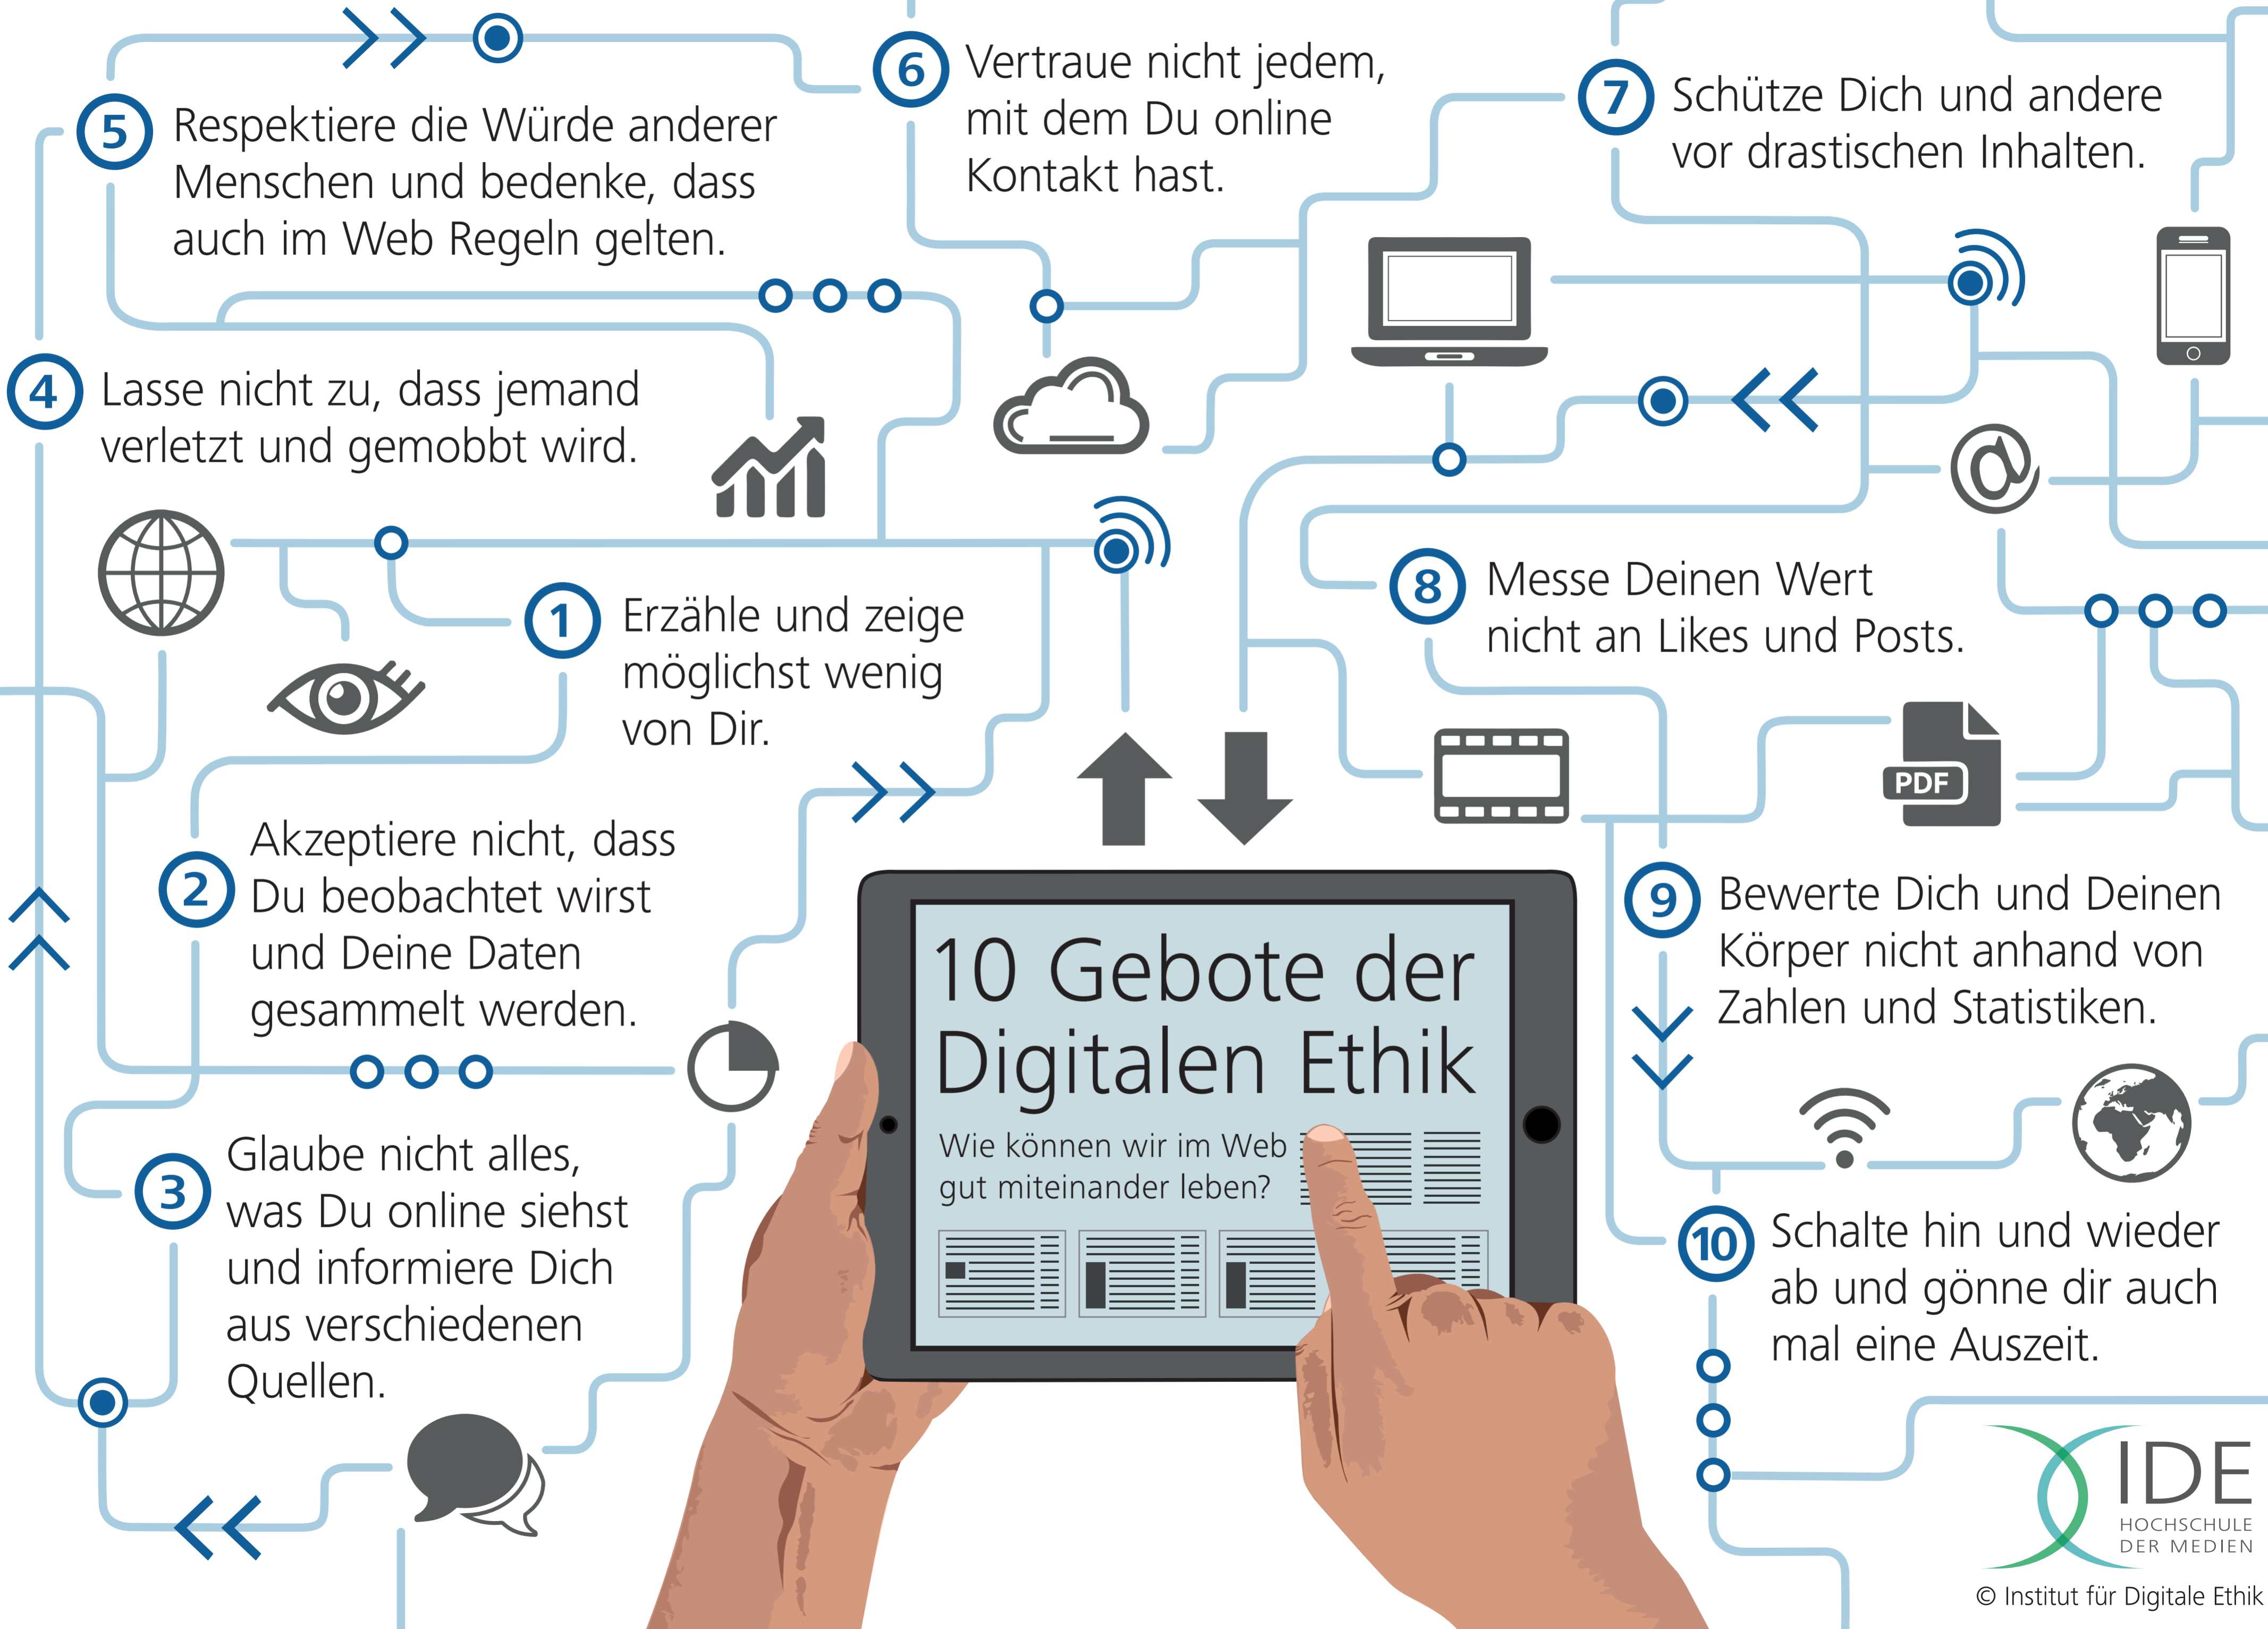 10 Gebote der
Digitalen Ethik
Wie können wir im Web
gut miteinander leben?
1
Erzähle und zeige
möglichst wenig
von Dir.
2
Akzeptiere nicht, dass
Du beobachtet wirst
und Deine Daten
gesammelt werden.
3
Glaube nicht alles,
was Du online siehst
und informiere Dich
aus verschiedenen
Quellen.
4
Lasse nicht zu, dass jemand
verletzt und gemobbt wird.
5
Respektiere die Würde anderer
Menschen und bedenke, dass
auch im Web Regeln gelten.
6
Vertraue nicht jedem,
mit dem Du online
Kontakt hast.
7
Schütze Dich und andere
vor drastischen Inhalten.
@
8
Messe Deinen Wert
nicht an Likes und Posts.
PDF
9
Bewerte Dich und Deinen
Körper nicht anhand von
Zahlen und Statistiken.
10
Schalte hin und wieder
ab und gönne dir auch
mal eine Auszeit.
IDE
HOCHSCHULE
DER MEDIEN
© Institut für Digitale Ethik